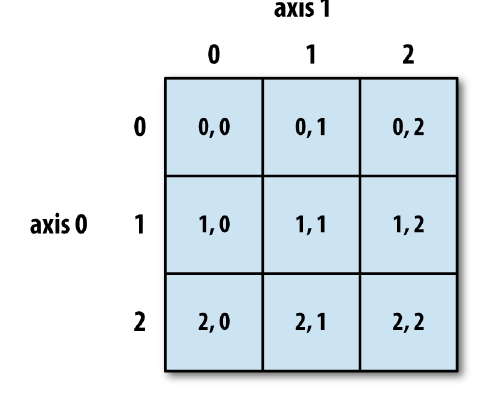 axis 1
0 1 2
0 0, 0 0, 1 0, 2
axis 0 1 1, 0 1, 1 1, 2
2 2, 0 2, 1 2, 2